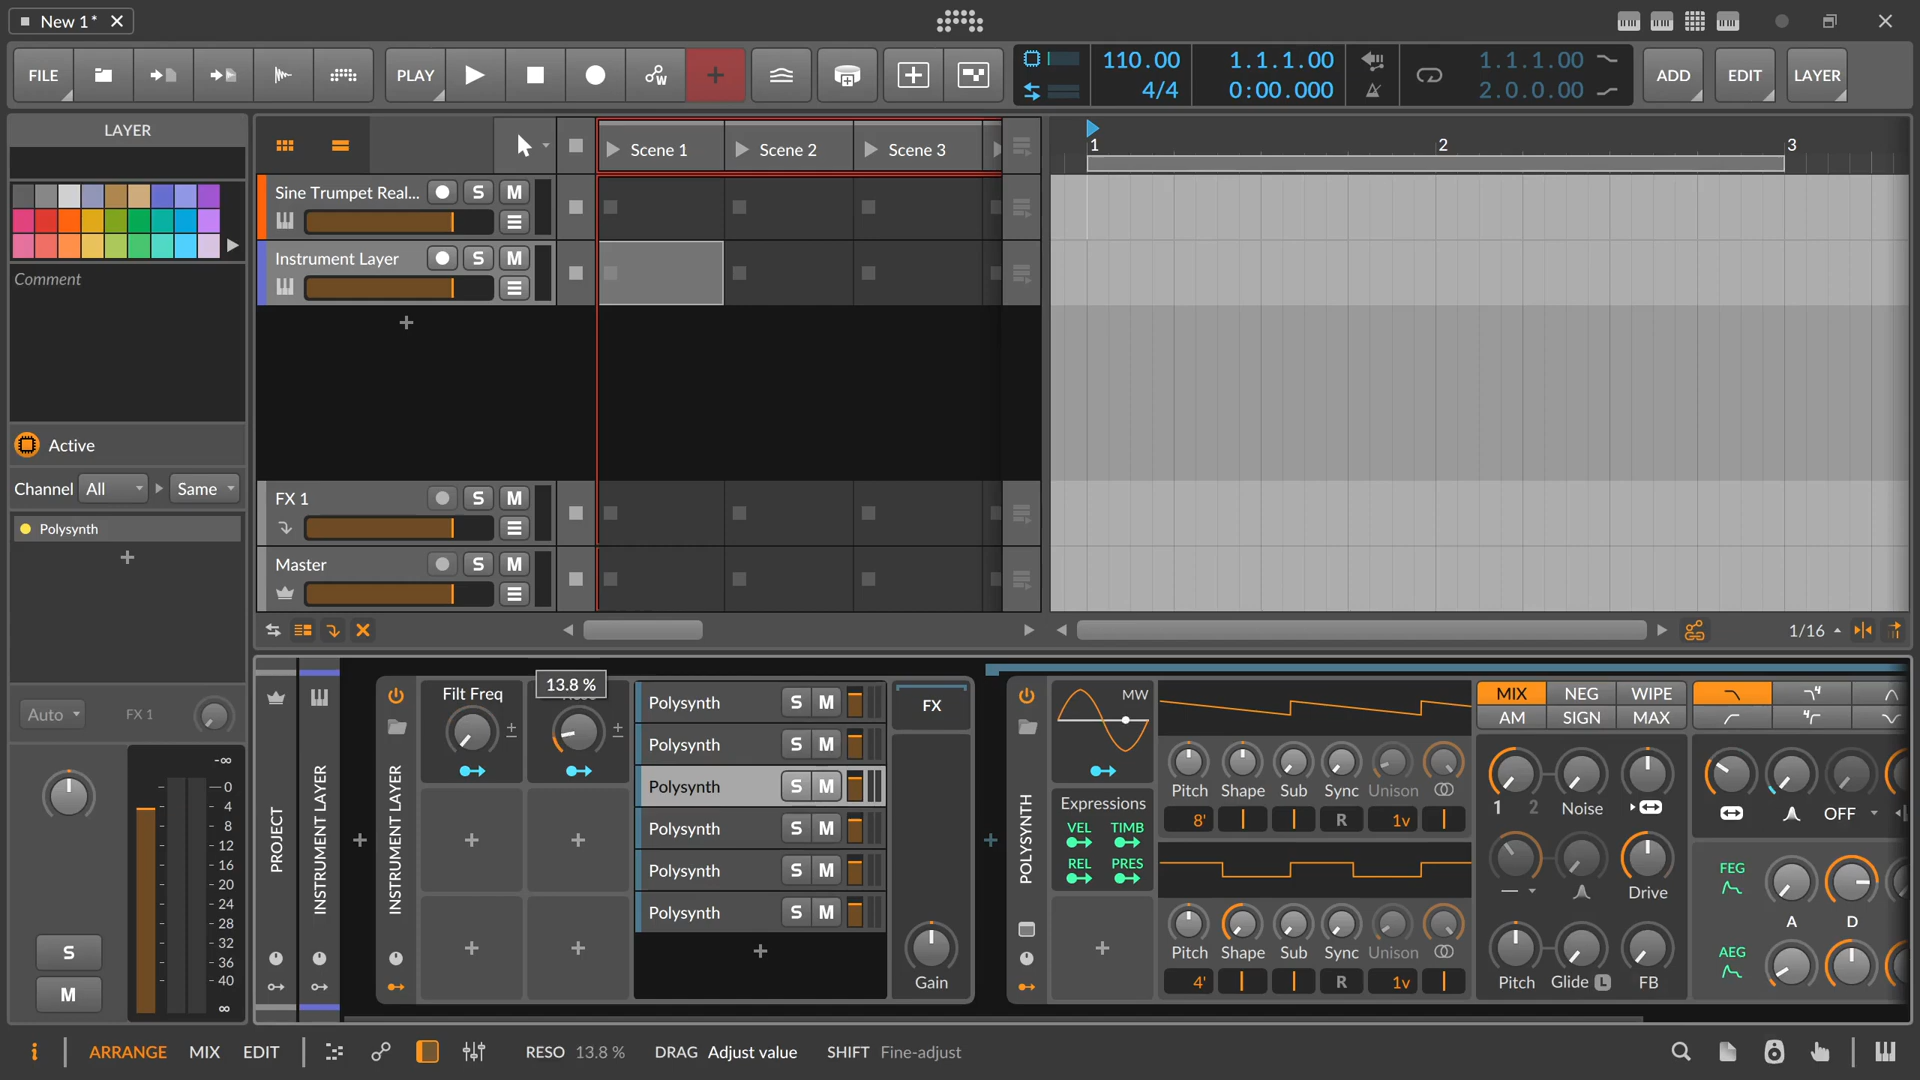 New 1*
FILE
PLAY
110.00
4/4
1.1.1.00
0:00.000
1.1.1.00
2.0.0.00
ADD
EDIT
LAYER
LAYER
Comment
Active
Channel All Same
Polysynth
Auto FX 1
-∞
0
4
8
12
16
20
24
28
32
36
40
∞
S
M
Scene 1
Scene 2
Scene 3
Sine Trumpet Real... S M
Instrument Layer S M
FX 1 S M
Master S M
1 2 3
1/16
PROJECT
INSTRUMENT LAYER
INSTRUMENT LAYER
Filt Freq
13.8 %
Polysynth S M
Polysynth S M
Polysynth S M
Polysynth S M
Polysynth S M
Polysynth S M
FX
Gain
POLYSYNTH
MW
Expressions
VEL TIMB
REL PRES
Pitch Shape Sub Sync Unison
8' R 1v
Pitch Shape Sub Sync Unison
4' R 1v
MIX NEG WIPE
AM SIGN MAX
1 2 Noise
Drive
Pitch Glide L FB
4
4
OFF
FEG
A D
AEG
i ARRANGE MIX EDIT
RESO 13.8 % DRAG Adjust value SHIFT Fine-adjust